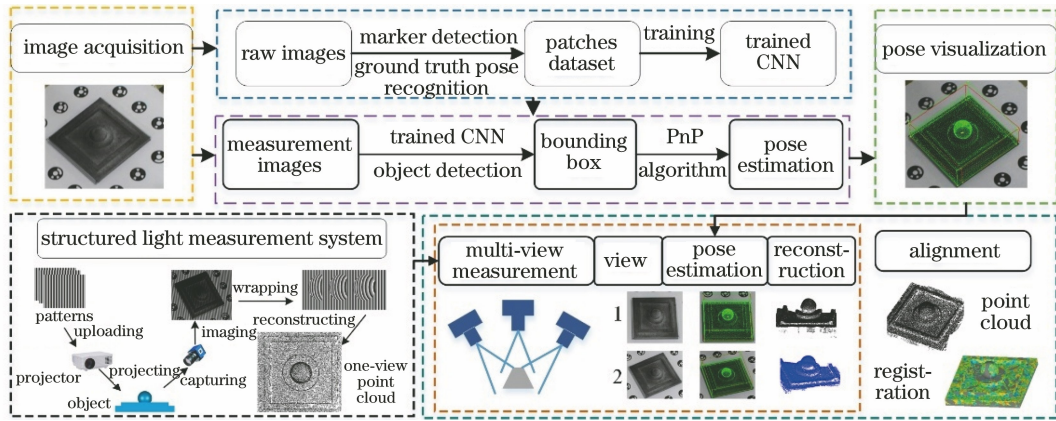 image acquisition
raw images
marker detection
ground truth pose
recognition
patches
dataset
training
trained
CNN
pose visualization
measurement
images
trained CNN
object detection
bounding
box
PnP
algorithm
pose
estimation
structured light measurement system
patterns
uploading
projector
projecting
object
capturing
imaging
wrapping
reconstructing
one-view
point
cloud
multi-view
measurement
view
pose
estimation
reconst-
ruction
1
2
alignment
point
cloud
regist-
ration